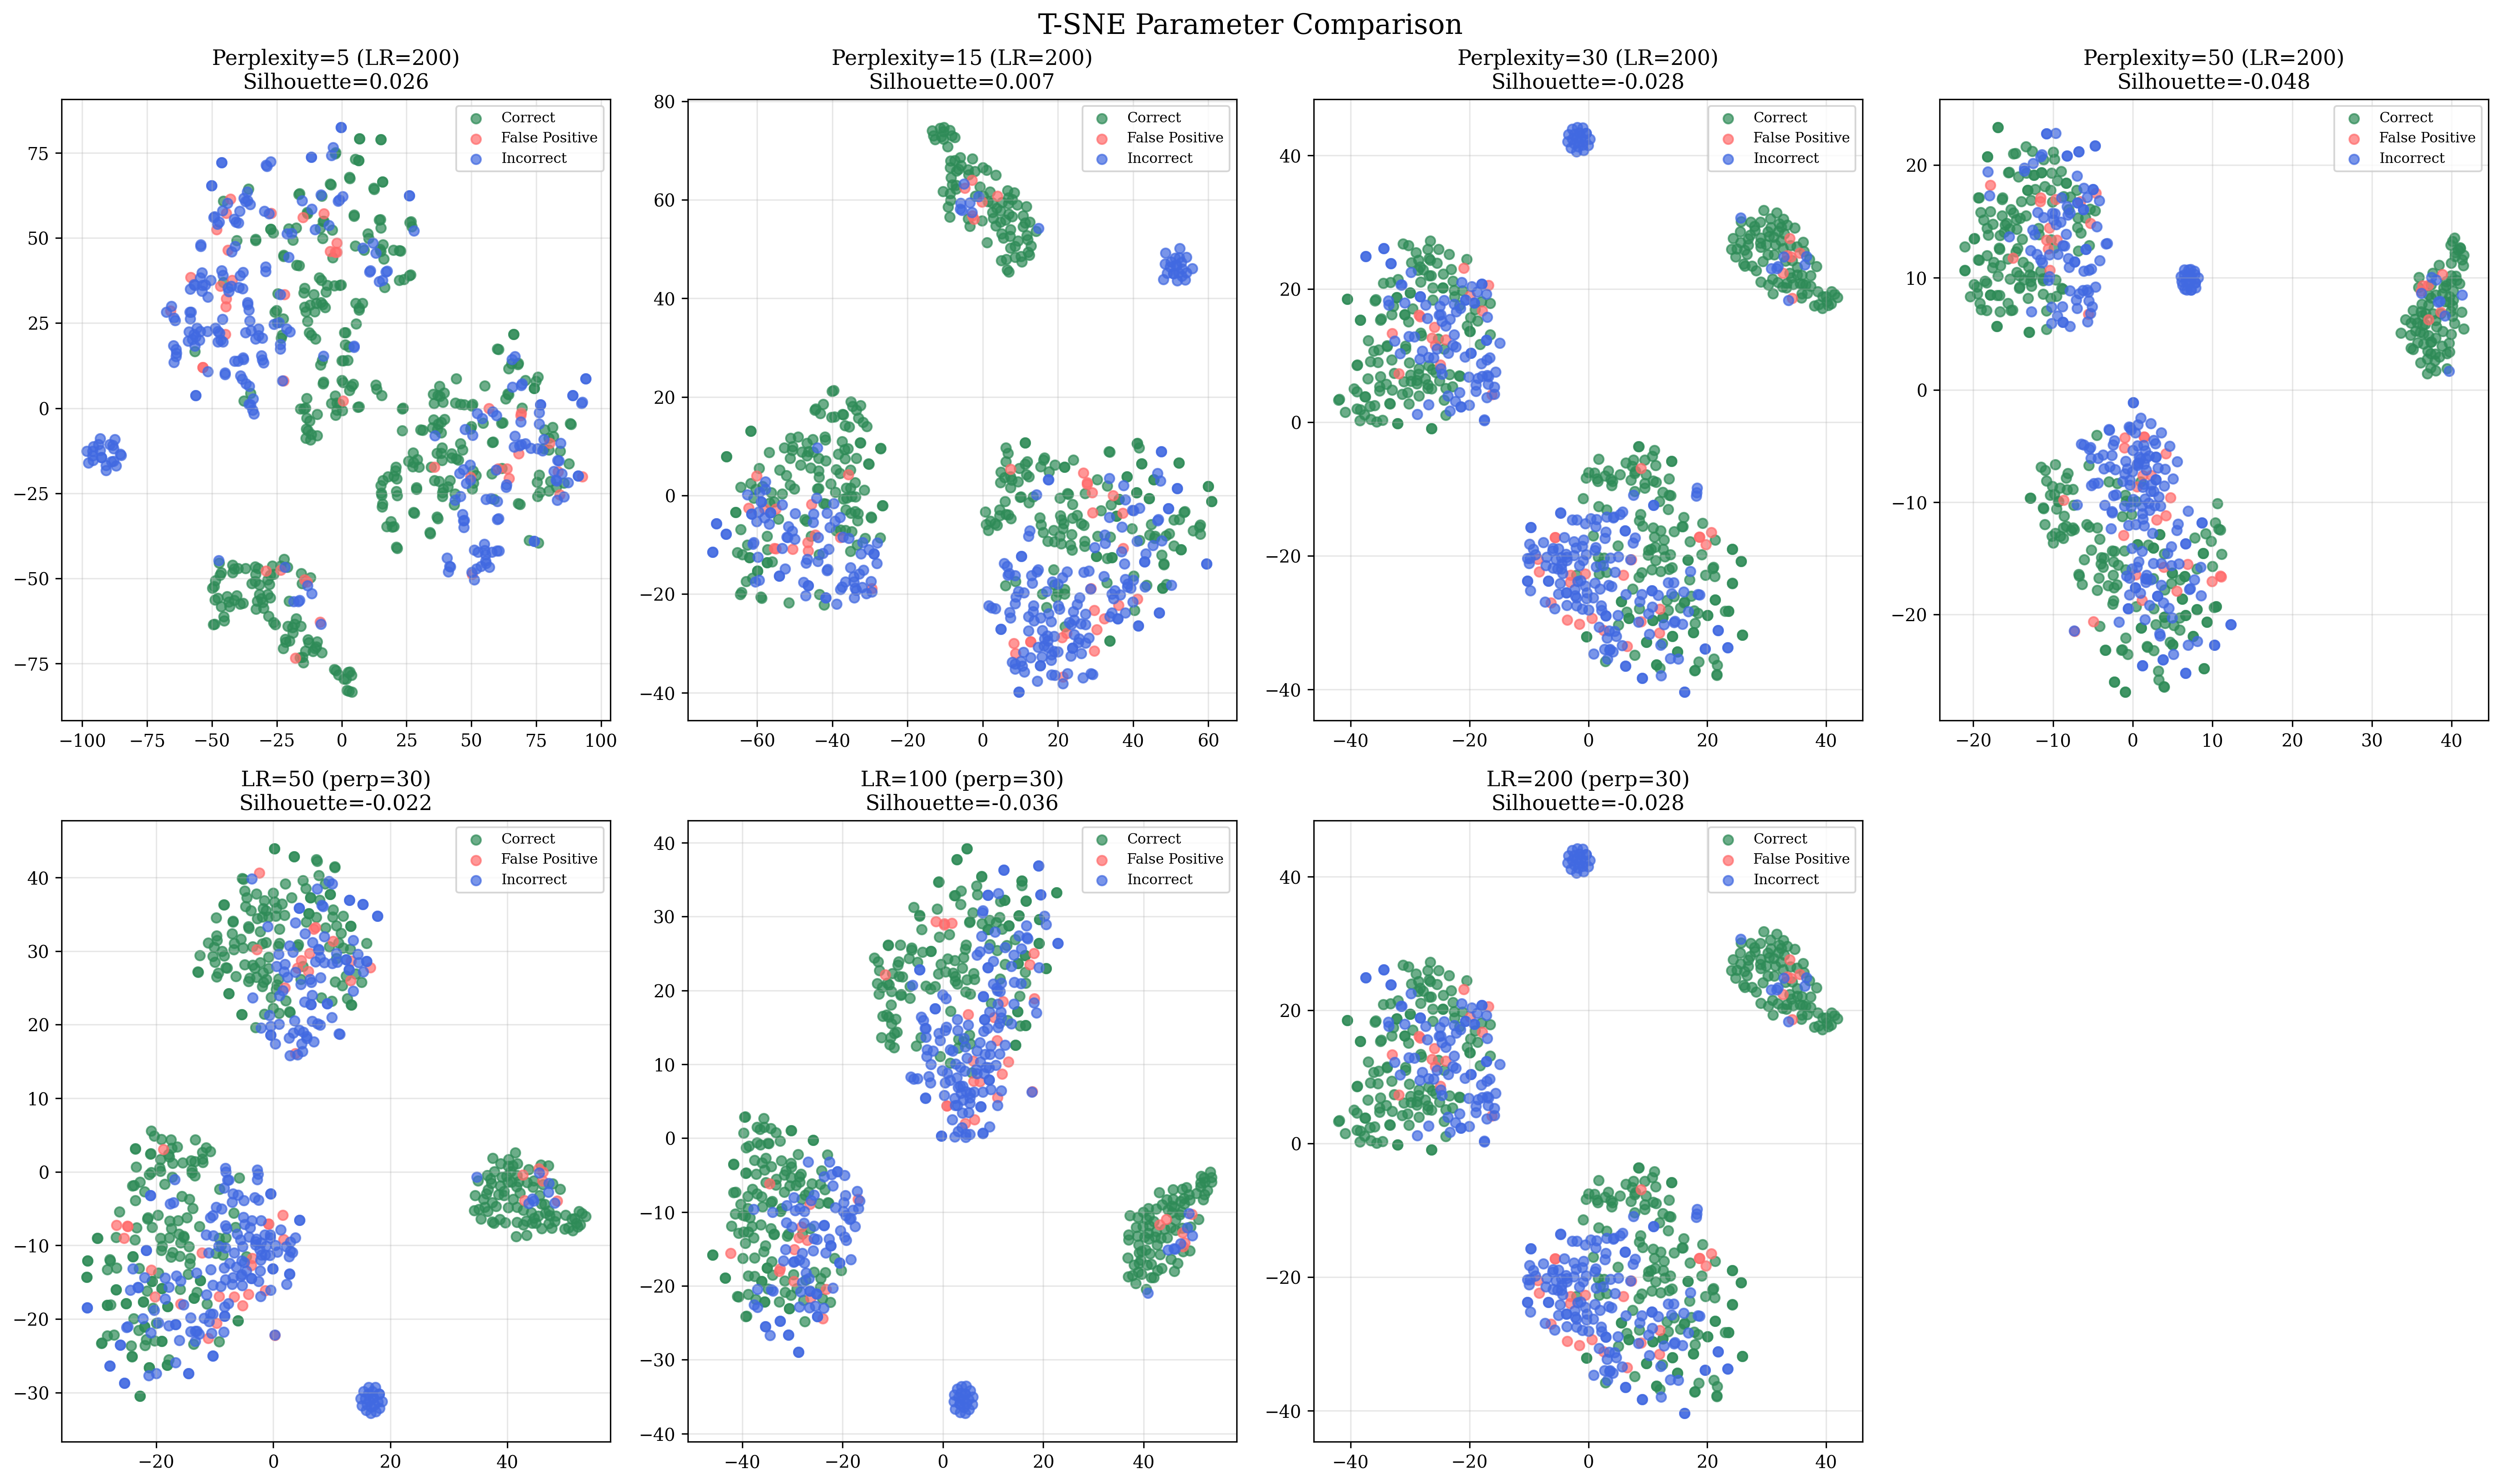 T-SNE Parameter Comparison
Perplexity=5 (LR=200)
Silhouette=0.026
Correct
False Positive
Incorrect
75
50
25
0
−25
−50
−75
−100 −75 −50 −25 0 25 50 75 100
Perplexity=15 (LR=200)
Silhouette=0.007
Correct
False Positive
Incorrect
80
60
40
20
0
−20
−40
−60 −40 −20 0 20 40 60
Perplexity=30 (LR=200)
Silhouette=-0.028
Correct
False Positive
Incorrect
40
20
0
−20
−40
−40 −20 0 20 40
Perplexity=50 (LR=200)
Silhouette=-0.048
Correct
False Positive
Incorrect
20
10
0
−10
−20
−20 −10 0 10 20 30 40
LR=50 (perp=30)
Silhouette=-0.022
Correct
False Positive
Incorrect
40
30
20
10
0
−10
−20
−30
−20 0 20 40
LR=100 (perp=30)
Silhouette=-0.036
Correct
False Positive
Incorrect
40
30
20
10
0
−10
−20
−30
−40
−40 −20 0 20 40
LR=200 (perp=30)
Silhouette=-0.028
Correct
False Positive
Incorrect
40
20
0
−20
−40
−40 −20 0 20 40